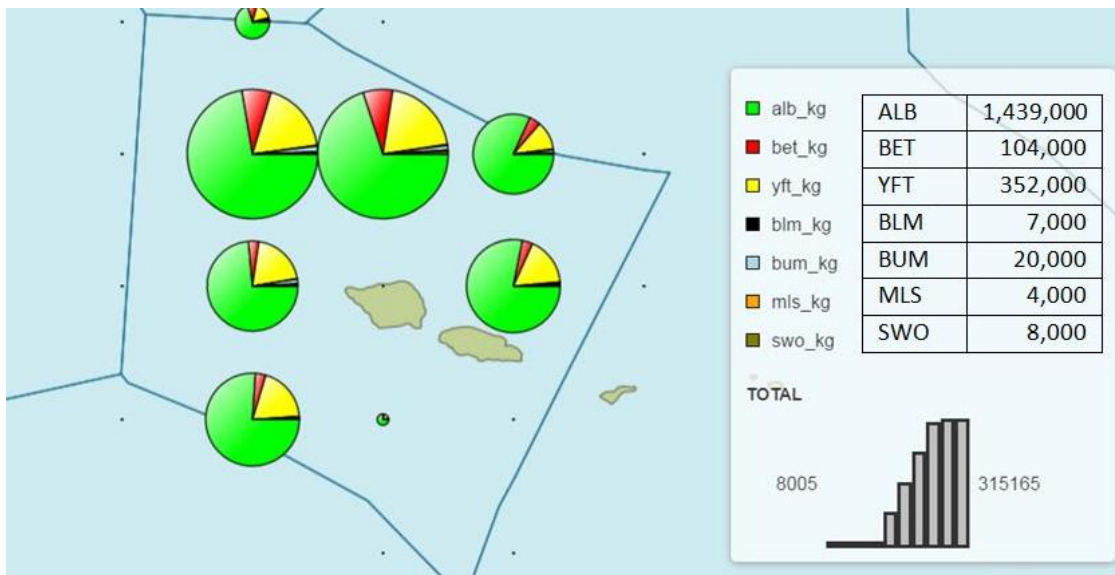 alb_kg ALB 1,439,000
bet_kg BET 104,000
yft_kg YFT 352,000
blm_kg BLM 7,000
bum_kg BUM 20,000
mls_kg MLS 4,000
swo_kg SWO 8,000
TOTAL
8005 315165